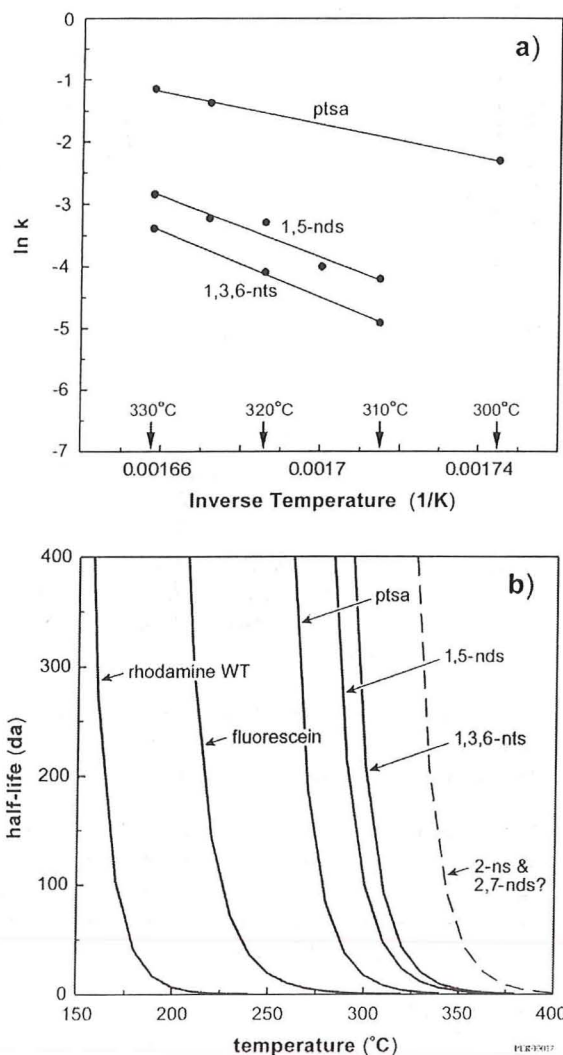 0
a)
-1
ptsa
-2
-3
ln k
1,5-nds
-4
1,3,6-nts
-5
-6
330°C 320°C 310°C 300°C
-7
0.00166 0.0017 0.00174
Inverse Temperature (1/K)
400
b)
ptsa
1,5-nds
300
rhodamine WT
1,3,6-nts
fluorescein
half-life (da)
200
100
2-ns &
2,7-nds?
0
150 200 250 300 350 400
temperature (°C)